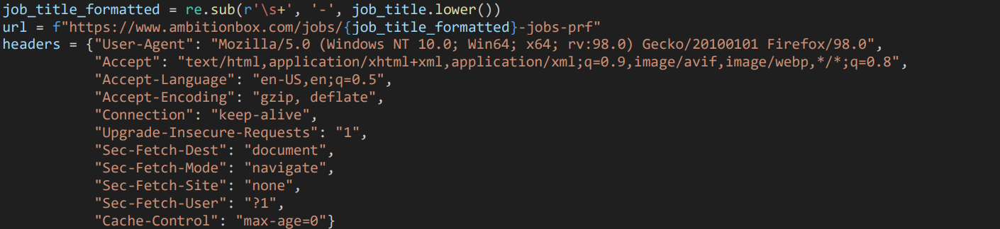 job_title_formatted = re.sub(r'\s+', '-', job_title.lower())
url = f"https://www.ambitionbox.com/jobs/{job_title_formatted}-jobs-prf"
headers = {"User-Agent": "Mozilla/5.0 (Windows NT 10.0; Win64; x64; rv:98.0) Gecko/20100101 Firefox/98.0",
"Accept": "text/html,application/xhtml+xml,application/xml;q=0.9,image/avif,image/webp,*/*;q=0.8",
"Accept-Language": "en-US,en;q=0.5",
"Accept-Encoding": "gzip, deflate",
"Connection": "keep-alive",
"Upgrade-Insecure-Requests": "1",
"Sec-Fetch-Dest": "document",
"Sec-Fetch-Mode": "navigate",
"Sec-Fetch-Site": "none",
"Sec-Fetch-User": "?1",
"Cache-Control": "max-age=0"}